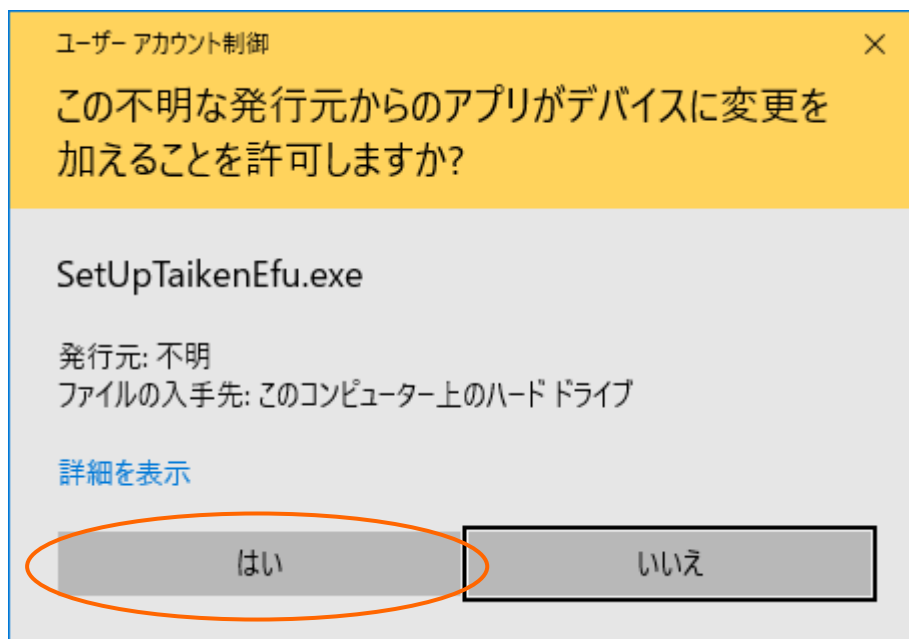 ユーザー アカウント制御
この不明な発行元からのアプリがデバイスに変更を
加えることを許可しますか?
SetUpTaikenEfu.exe
発行元: 不明
ファイルの入手先: このコンピューター上のハード ドライブ
詳細を表示
はい
いいえ